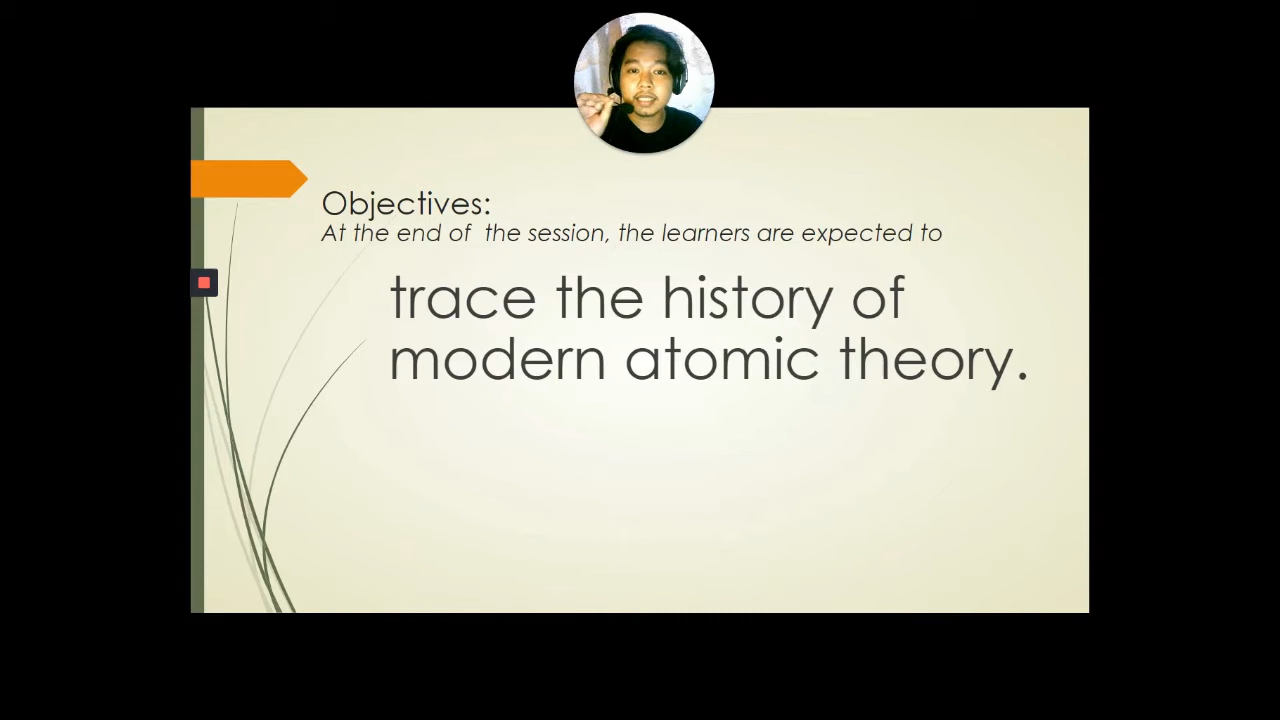 Objectives:
At the end of the session, the learners are expected to
trace the history of
modern atomic theory.